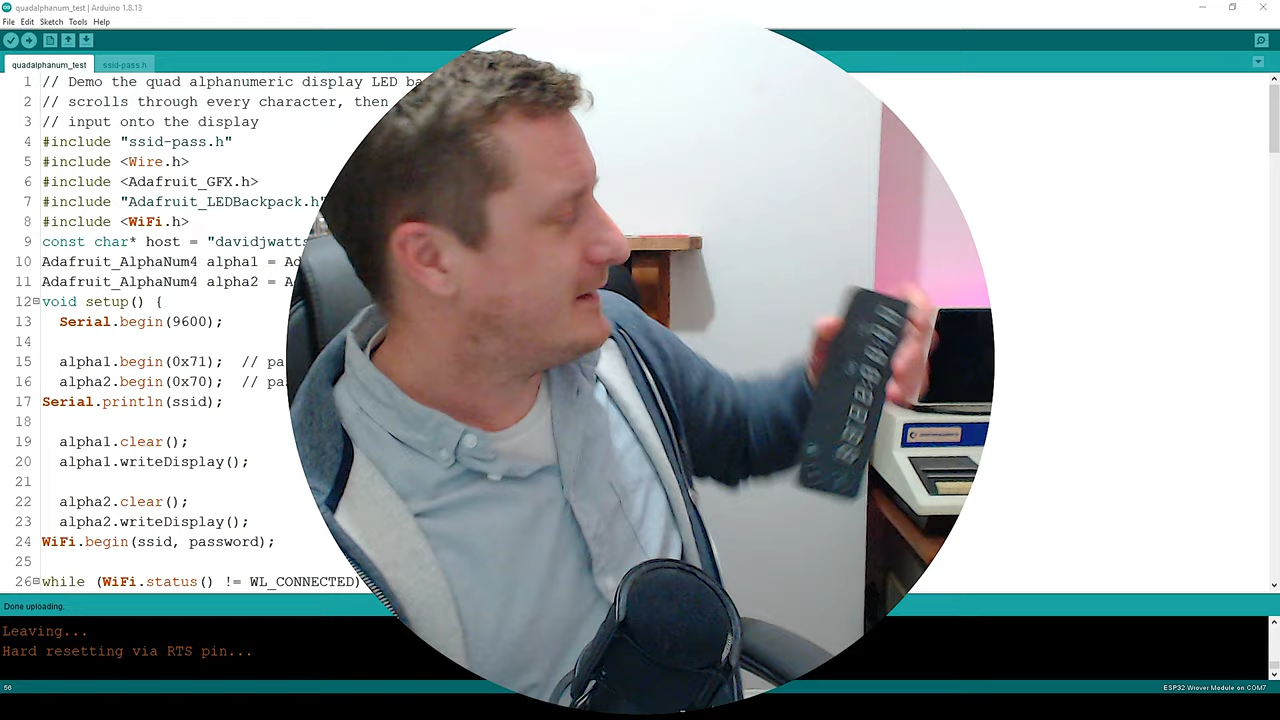 quadalphanum_test | Arduino 1.8.13
File Edit Sketch Tools Help
quadalphanum_test ssid-pass.h
1 // Demo the quad alphanumeric display LED
2 // scrolls through every character, then
3 // input onto the display
4 #include "ssid-pass.h"
5 #include <Wire.h>
6 #include <Adafruit_GFX.h>
7 #include "Adafruit_LEDBackpack.h"
8 #include <WiFi.h>
9 const char* host = "davidjwatts
10 Adafruit_AlphaNum4 alpha1 =
11 Adafruit_AlphaNum4 alpha2 =
12 void setup() {
13 Serial.begin(9600);
14
15 alpha1.begin(0x71); //
16 alpha2.begin(0x70); //
17 Serial.println(ssid);
18
19 alpha1.clear();
20 alpha1.writeDisplay();
21
22 alpha2.clear();
23 alpha2.writeDisplay();
24 WiFi.begin(ssid, password);
25
26 while (WiFi.status() != WL_CONNECTED)
Done uploading.
Leaving...
Hard resetting via RTS pin...
56 ESP32 Wrover Module on COM7